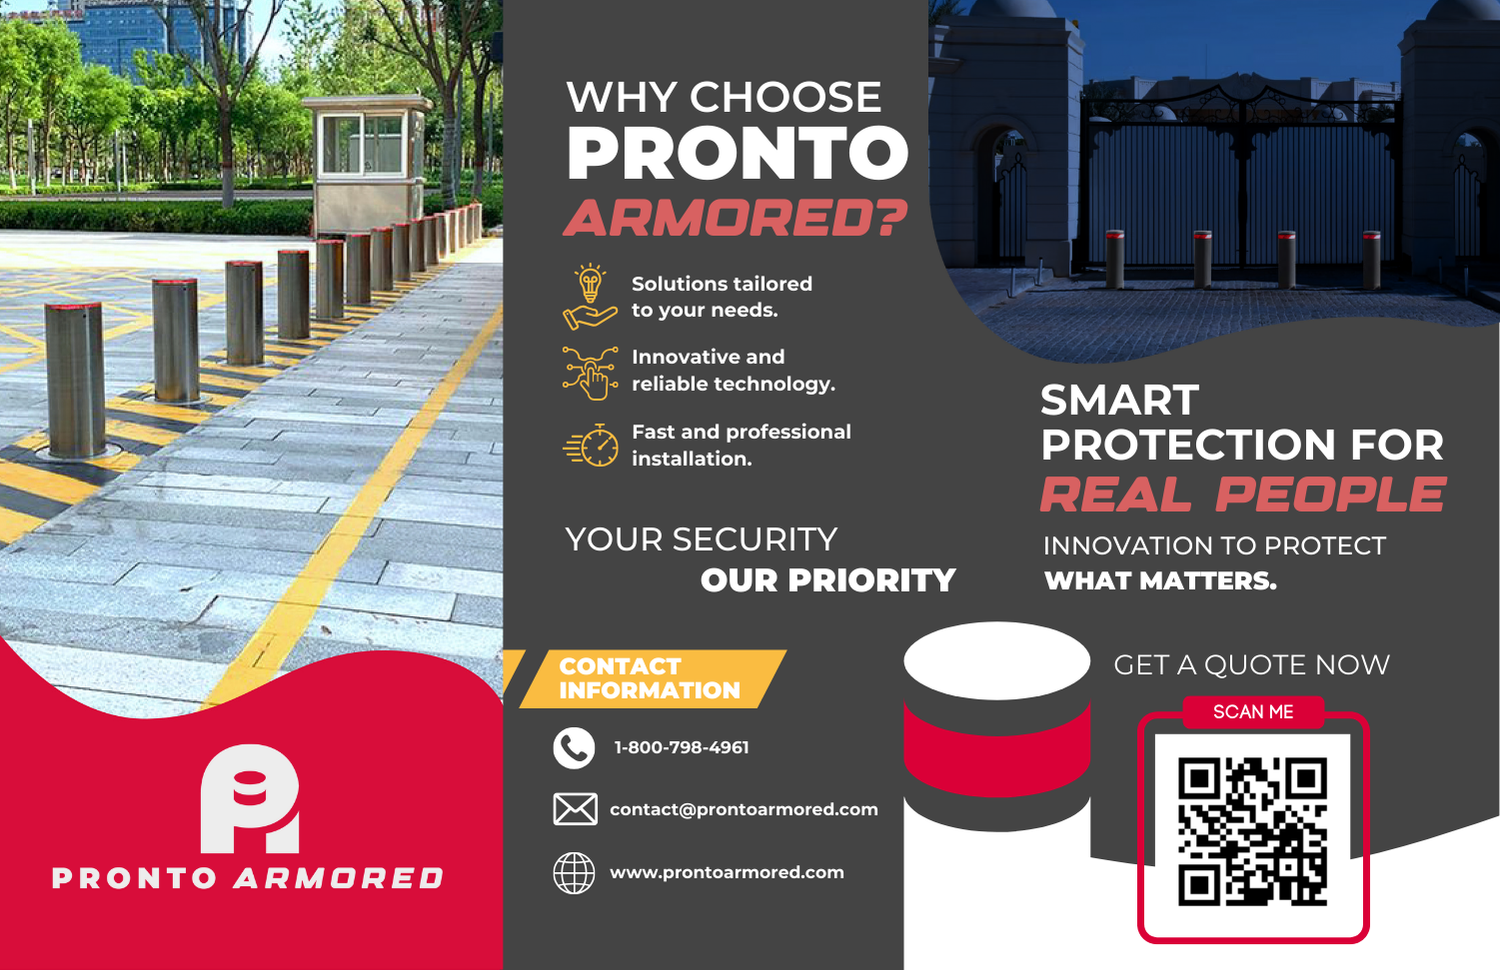 WHY CHOOSE
PRONTO
ARMORED?
Solutions tailored
to your needs.
Innovative and
reliable technology.
Fast and professional
installation.
YOUR SECURITY
OUR PRIORITY
CONTACT
INFORMATION
1-800-798-4961
contact@prontoarmored.com
www.prontoarmored.com
PRONTO ARMORED
SMART
PROTECTION FOR
REAL PEOPLE
INNOVATION TO PROTECT
WHAT MATTERS.
GET A QUOTE NOW
SCAN ME